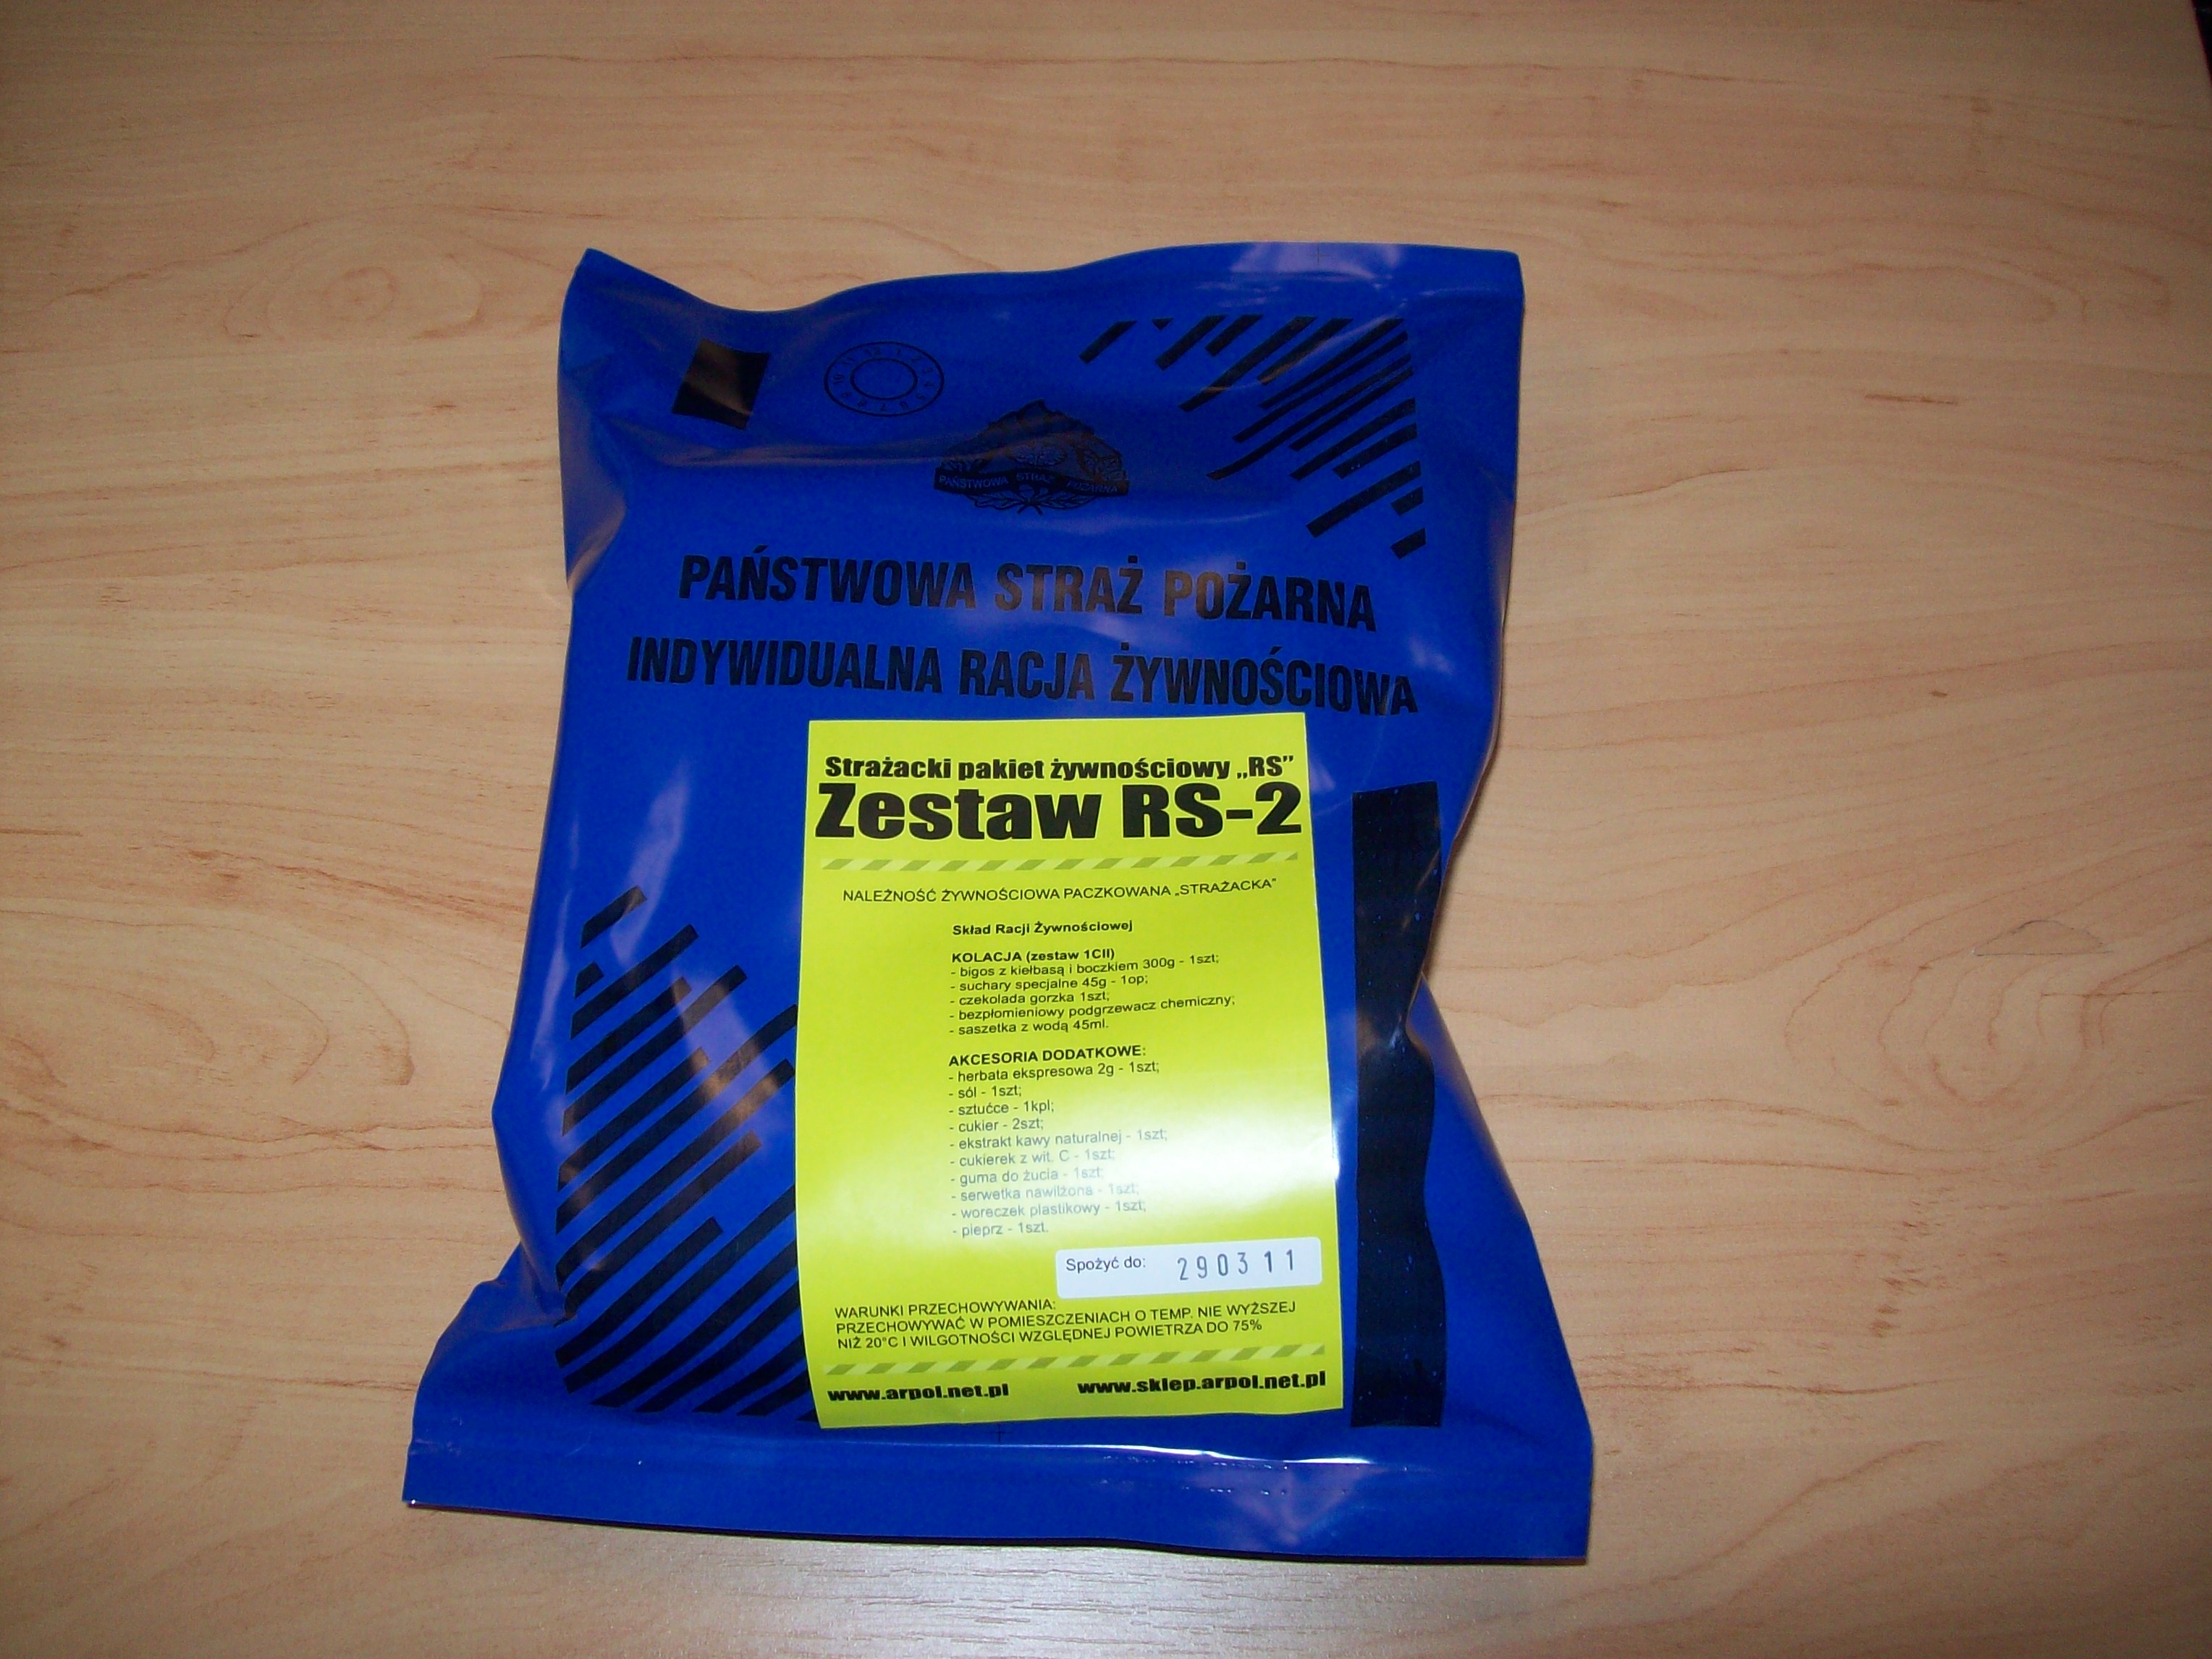 PAŃSTWOWA STRAŻ POŻARNA
PAŃSTWOWA STRAŻ POŻARNA
INDYWIDUALNA RACJA ŻYWNOŚCIOWA
Strażacki pakiet żywnościowy „RS”
Zestaw RS-2
NALEŻNOŚĆ ŻYWNOŚCIOWA PACZKOWANA „STRAŻACKA”
Skład Racji Żywnościowej
KOLACJA (zestaw 1CII)
- bigos z kiełbasą i boczkiem 300g - 1szt;
- suchary specjalne 45g - 1op;
- czekolada gorzka 1szt;
- bezpłomieniowy podgrzewacz chemiczny;
- saszetka z wodą 45ml.
AKCESORIA DODATKOWE:
- herbata ekspresowa 2g - 1szt;
- sól - 1szt;
- sztućce - 1kpl;
- cukier - 2szt;
- ekstrakt kawy naturalnej - 1szt;
- cukierek z wit. C - 1szt;
- guma do żucia - 1szt;
- serwetka nawilżona - 1szt;
- woreczek plastikowy - 1szt;
- pieprz - 1szt.
Spożyć do: 290311
WARUNKI PRZECHOWYWANIA:
PRZECHOWYWAĆ W POMIESZCZENIACH O TEMP. NIE WYŻSZEJ
NIŻ 20°C I WILGOTNOŚCI WZGLĘDNEJ POWIETRZA DO 75%
www.arpol.net.pl www.sklep.arpol.net.pl